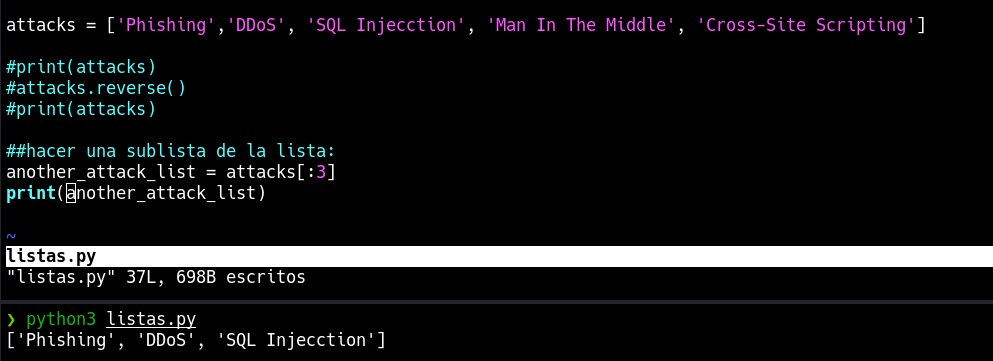 attacks = ['Phishing','DDoS', 'SQL Injecction', 'Man In The Middle', 'Cross-Site Scripting']
#print(attacks)
#attacks.reverse()
#print(attacks)
##hacer una sublista de la lista:
another_attack_list = attacks[:3]
print(another_attack_list)
~
listas.py
"listas.py" 37L, 698B escritos
❯ python3 listas.py
['Phishing', 'DDoS', 'SQL Injecction']